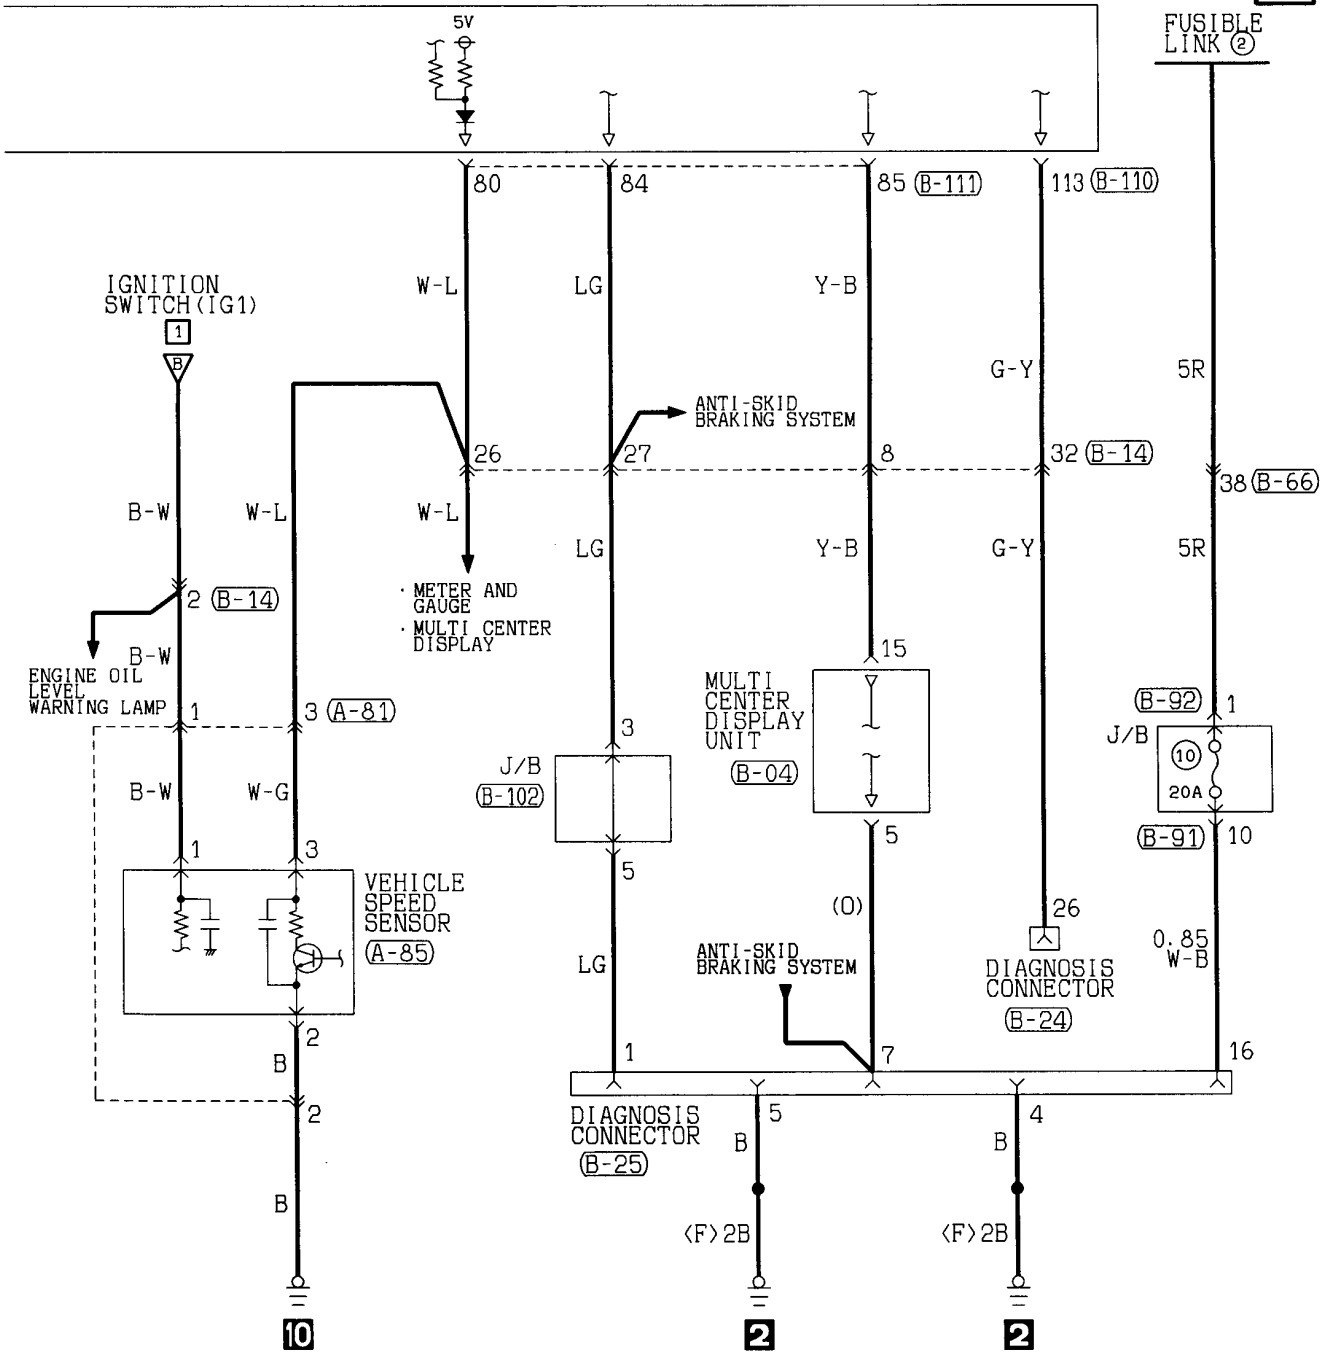 5V
FUSIBLE
LINK ②
80
84
85 (B-111)
113 (B-110)
IGNITION
SWITCH(IG1)
1
B
W-L
LG
Y-B
G-Y
5R
ANTI-SKID
BRAKING SYSTEM
26
27
8
32 (B-14)
38 (B-66)
B-W
W-L
W-L
LG
Y-B
G-Y
5R
2 (B-14)
· METER AND
GAUGE
· MULTI CENTER
DISPLAY
B-W
ENGINE OIL
LEVEL
WARNING LAMP
1
3 (A-81)
15
MULTI
CENTER
DISPLAY
UNIT
(B-04)
3
J/B
(B-102)
(B-92) 1
J/B
⑩
20A
B-W
W-G
1
3
5
5
(B-91) 10
VEHICLE
SPEED
SENSOR
(A-85)
(O)
26
DIAGNOSIS
CONNECTOR
(B-24)
0.85
W-B
ANTI-SKID
BRAKING SYSTEM
LG
2
B
2
1
7
16
5
4
DIAGNOSIS
CONNECTOR
(B-25)
B
B
B
<F>2B
<F>2B
10
2
2